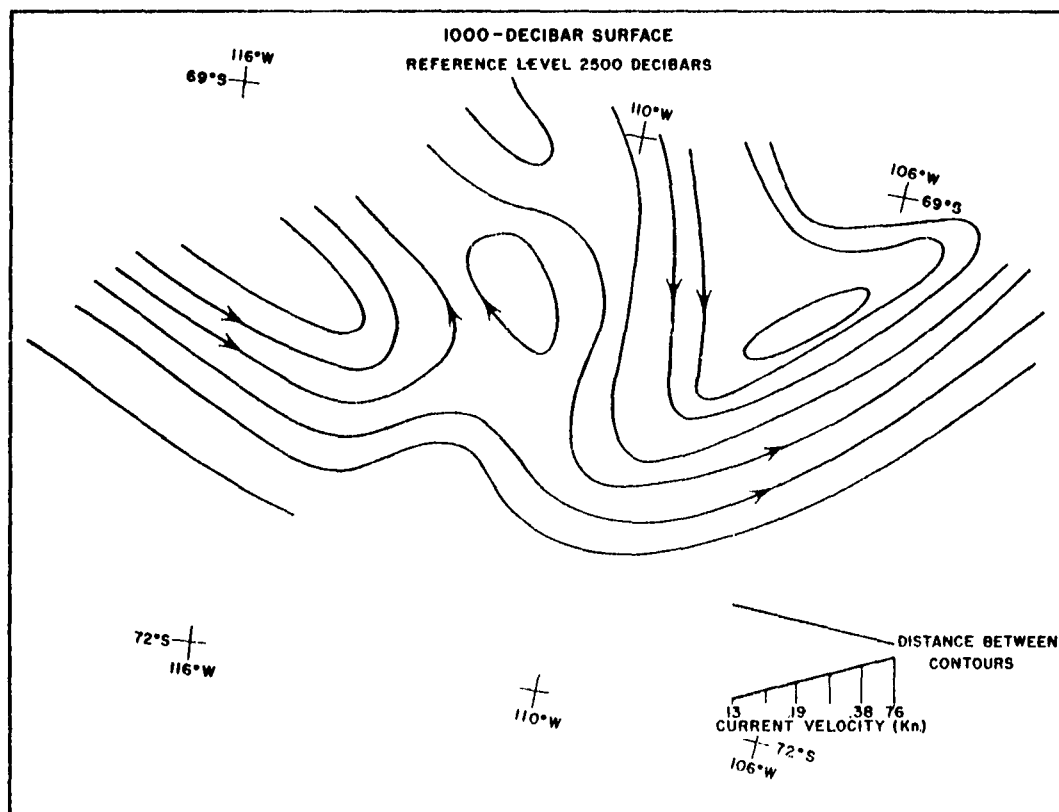 1000-DECIBAR SURFACE
REFERENCE LEVEL 2500 DECIBARS
116°W
69°S
110°W
106°W
69°S
72°S
116°W
110°W
DISTANCE BETWEEN
CONTOURS
13 19 38 76
CURRENT VELOCITY (Kn.)
72°S
106°W